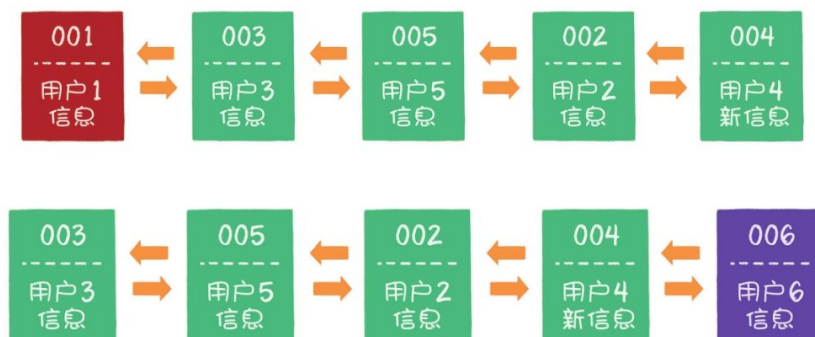 001 003 005 002 004
用户1 用户3 用户5 用户2 用户4
信息 信息 信息 信息 新信息
003 005 002 004 006
用户3 用户5 用户2 用户4 用户6
信息 信息 信息 新信息 信息